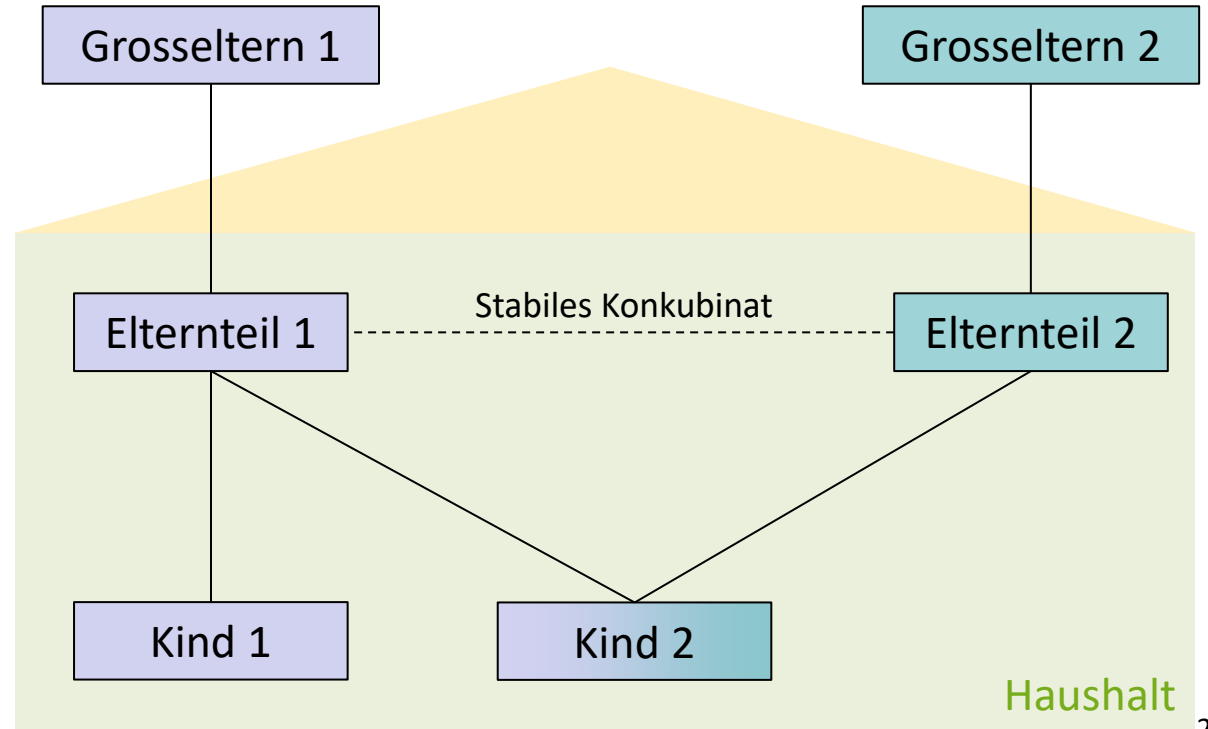 Grosseltern 1
Grosseltern 2
Stabiles Konkubinat
Elternteil 1
Elternteil 2
Kind 1
Kind 2
Haushalt